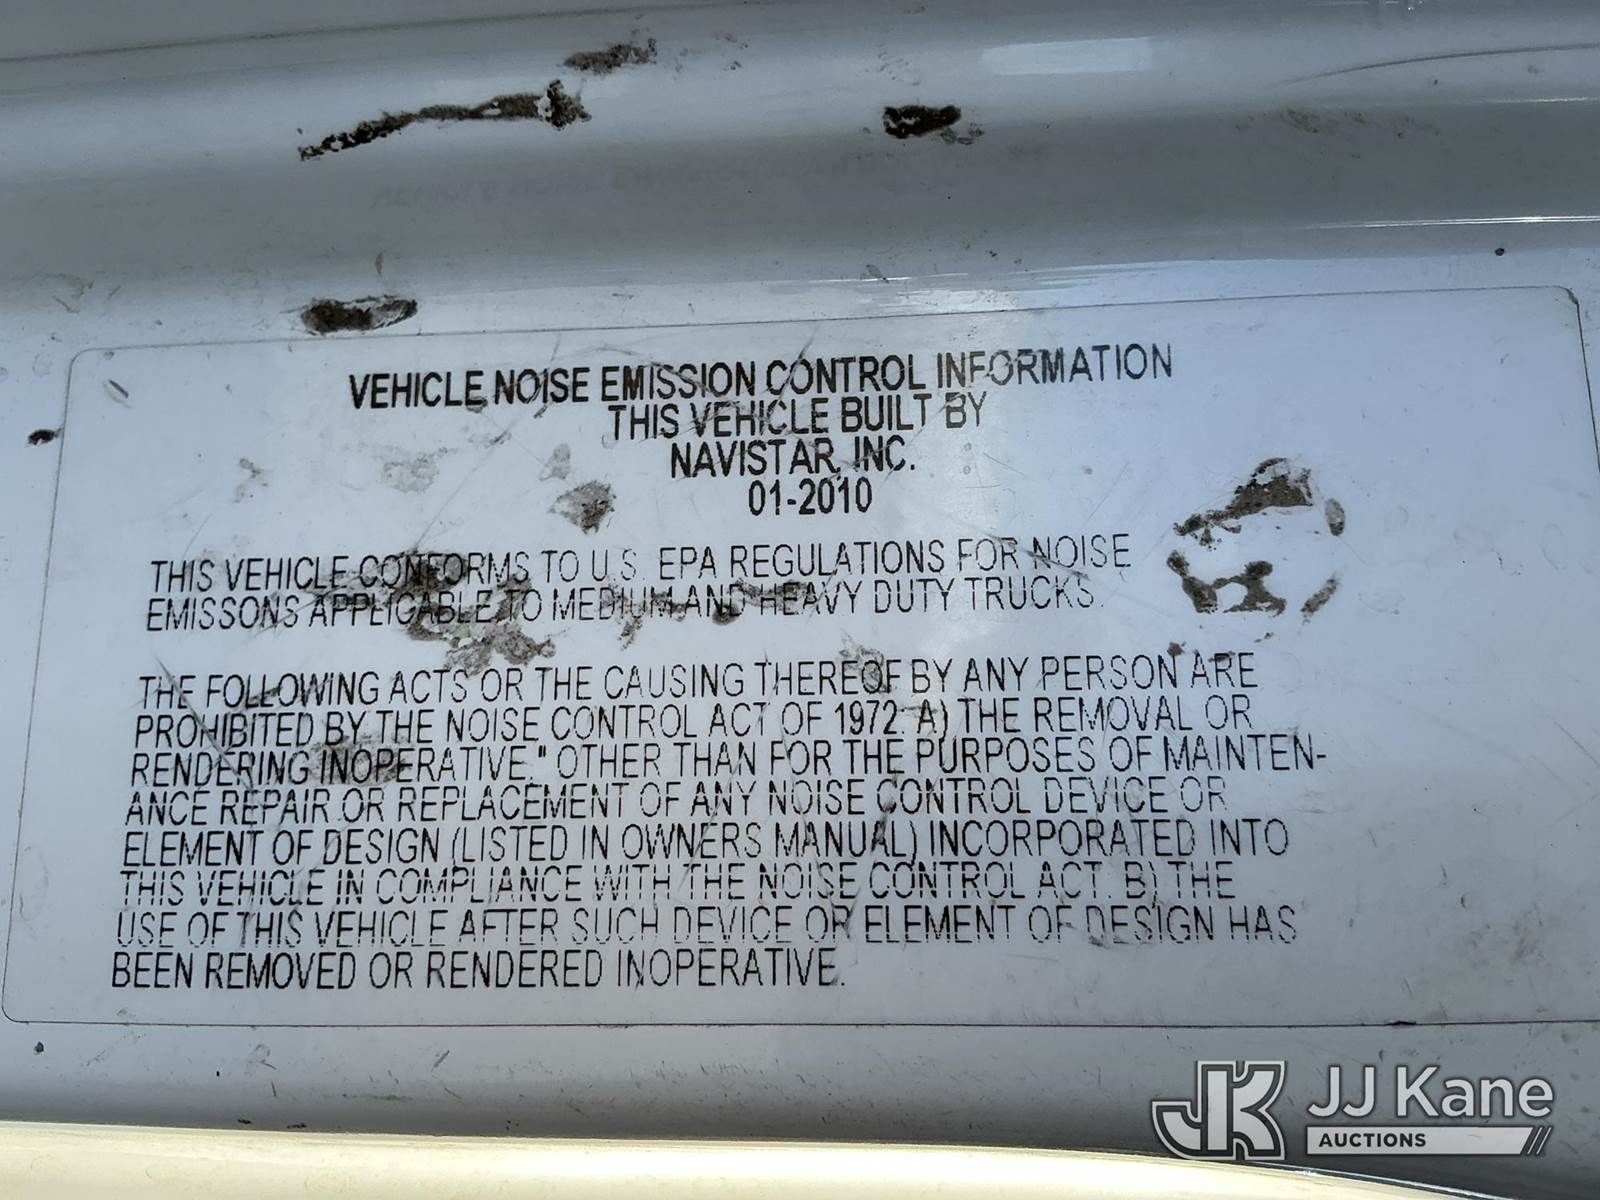 VEHICLE NOISE EMISSION CONTROL INFORMATION
THIS VEHICLE BUILT BY
NAVISTAR, INC.
01-2010
THIS VEHICLE CONFORMS TO U.S. EPA REGULATIONS FOR NOISE
EMISSONS APPLICABLE TO MEDIUM AND HEAVY DUTY TRUCKS.
THE FOLLOWING ACTS OR THE CAUSING THEREOF BY ANY PERSON ARE
PROHIBITED BY THE NOISE CONTROL ACT OF 1972: A) THE REMOVAL OR
RENDERING INOPERATIVE," OTHER THAN FOR THE PURPOSES OF MAINTEN-
ANCE REPAIR OR REPLACEMENT OF ANY NOISE CONTROL DEVICE OR
ELEMENT OF DESIGN (LISTED IN OWNERS MANUAL) INCORPORATED INTO
THIS VEHICLE IN COMPLIANCE WITH THE NOISE CONTROL ACT. B) THE
USE OF THIS VEHICLE AFTER SUCH DEVICE OR ELEMENT OF DESIGN HAS
BEEN REMOVED OR RENDERED INOPERATIVE.
JK JJ Kane
AUCTIONS